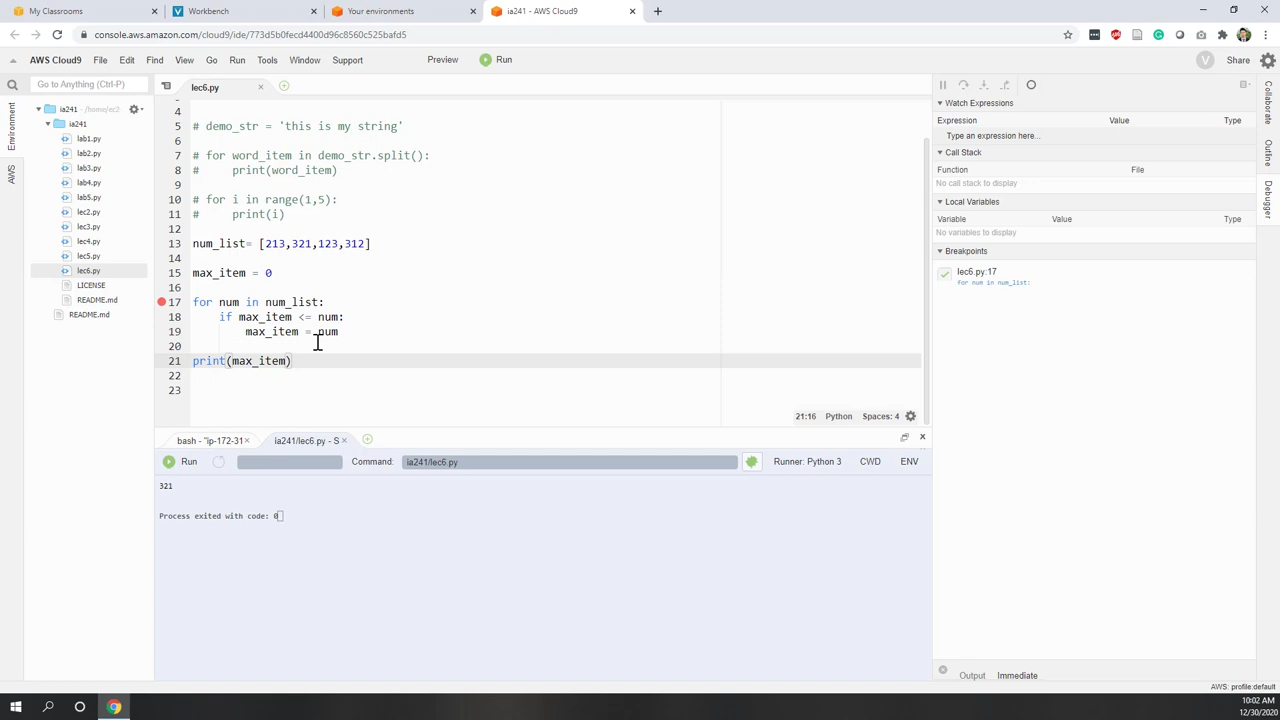 My Classrooms
Workbench
Your environments
ia241 - AWS Cloud9
console.aws.amazon.com/cloud9/ide/773d5b0fecd4400d96c8560c525bafd5
AWS Cloud9 File Edit Find View Go Run Tools Window Support Preview Run
V Share
Go to Anything (Ctrl-P)
lec6.py
Environment
AWS
ia241 - /home/ec2
ia241
lab1.py
lab2.py
lab3.py
lab4.py
lab5.py
lec2.py
lec3.py
lec4.py
lec5.py
lec6.py
LICENSE
README.md
README.md
4
5 # demo_str = 'this is my string'
6
7 # for word_item in demo_str.split():
8 #     print(word_item)
9
10 # for i in range(1,5):
11 #     print(i)
12
13 num_list= [213,321,123,312]
14
15 max_item = 0
16
17 for num in num_list:
18     if max_item <= num:
19         max_item = num
20
21 print(max_item)
22
23
21:16 Python Spaces: 4
bash - "ip-172-31
ia241/lec6.py - S
Run
Command: ia241/lec6.py
Runner: Python 3 CWD ENV
321
Process exited with code: 0
Watch Expressions
Expression Value Type
Type an expression here...
Call Stack
Function File
No call stack to display
Local Variables
Variable Value Type
No variables to display
Breakpoints
lec6.py:17
for num in num_list:
Output Immediate
Collaborate
Outline
Debugger
AWS: profile:default
10:02 AM
12/30/2020